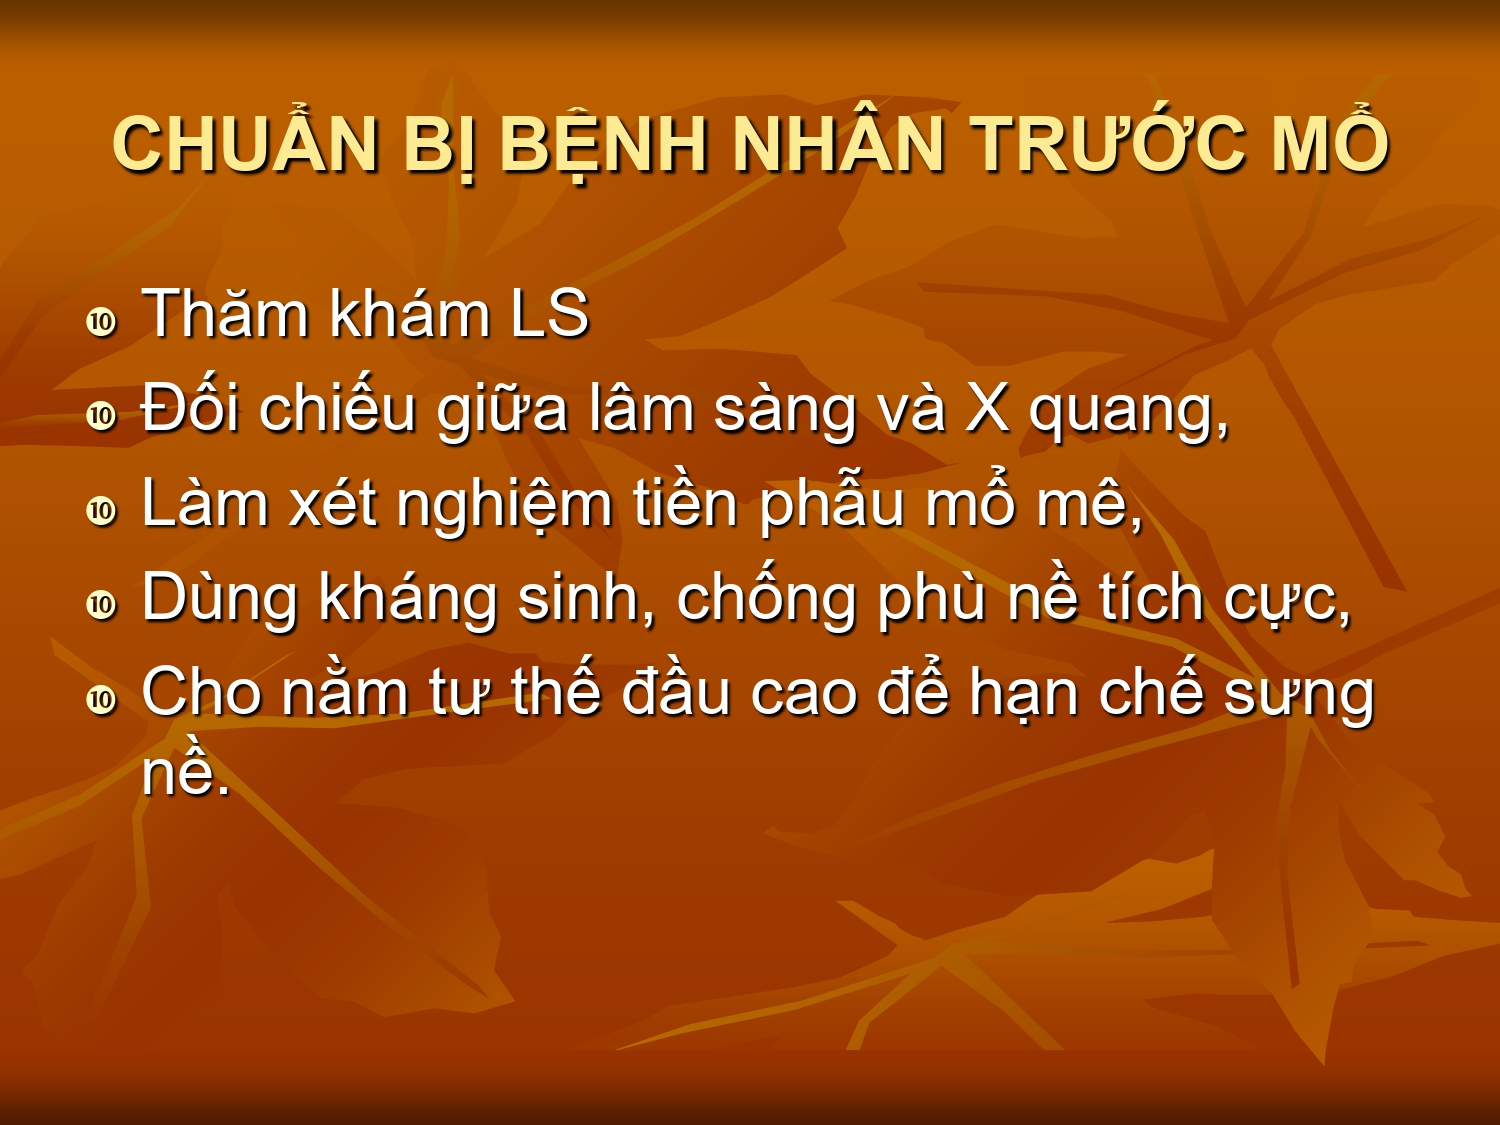 CHUẨN BỊ BỆNH NHÂN TRƯỚC MỔ
❿ Thăm khám LS
❿ Đối chiếu giữa lâm sàng và X quang,
❿ Làm xét nghiệm tiền phẫu mổ mê,
❿ Dùng kháng sinh, chống phù nề tích cực,
❿ Cho nằm tư thế đầu cao để hạn chế sưng
nề.